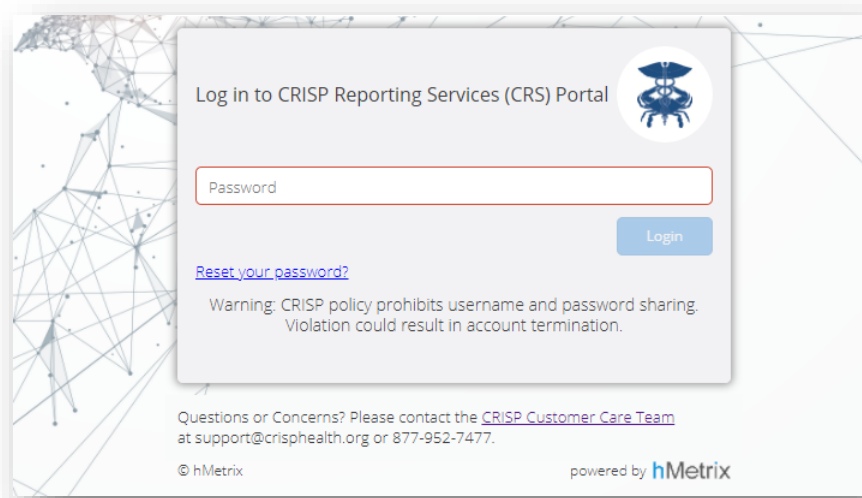 Log in to CRISP Reporting Services (CRS) Portal
Password
Login
Reset your password?
Warning: CRISP policy prohibits username and password sharing.
Violation could result in account termination.
Questions or Concerns? Please contact the CRISP Customer Care Team
at support@crisphealth.org or 877-952-7477.
© hMetrix
powered by hMetrix